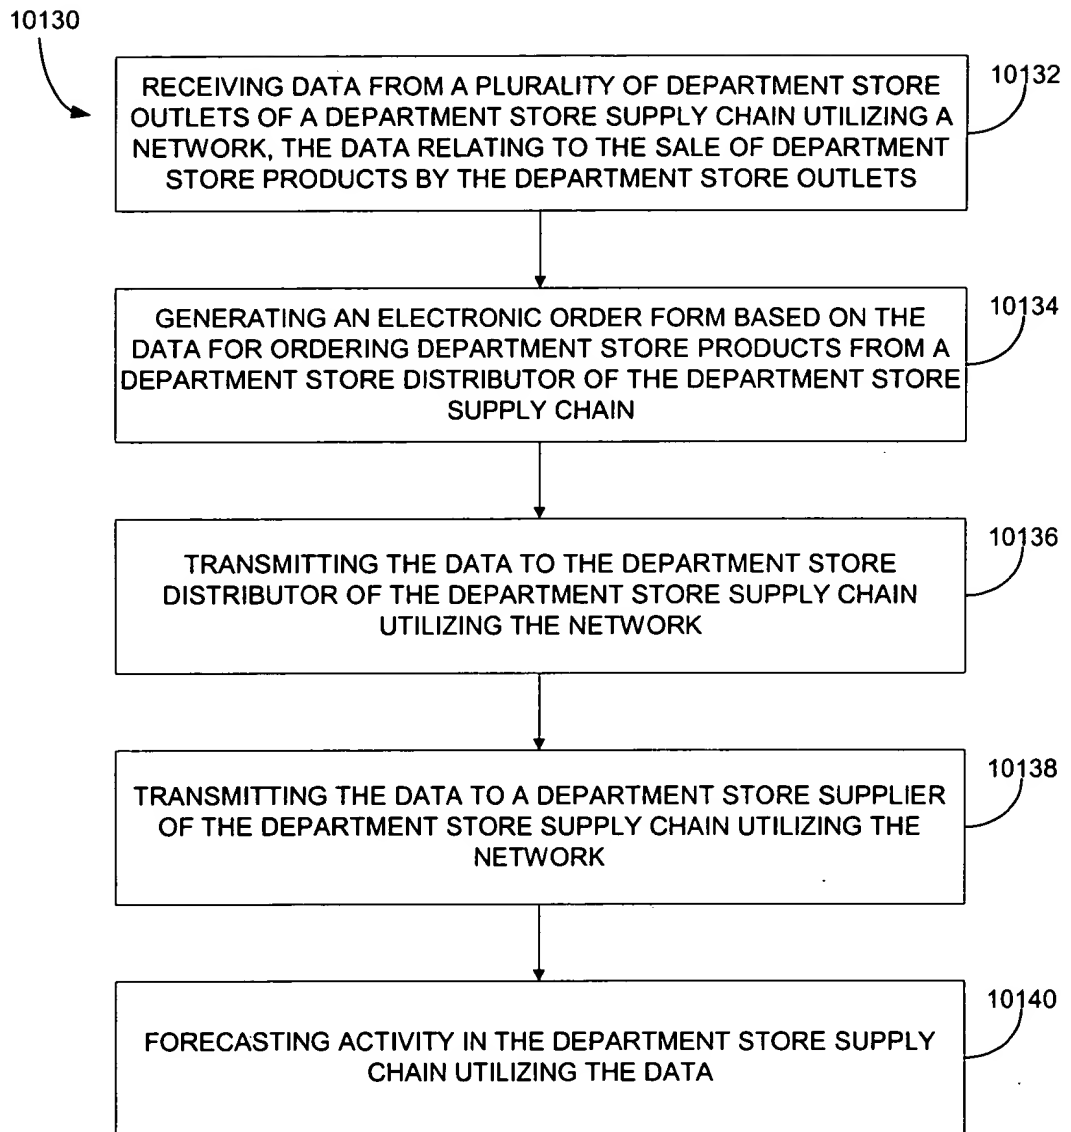 10130
10132
RECEIVING DATA FROM A PLURALITY OF DEPARTMENT STORE
OUTLETS OF A DEPARTMENT STORE SUPPLY CHAIN UTILIZING A
NETWORK, THE DATA RELATING TO THE SALE OF DEPARTMENT
STORE PRODUCTS BY THE DEPARTMENT STORE OUTLETS
10134
GENERATING AN ELECTRONIC ORDER FORM BASED ON THE
DATA FOR ORDERING DEPARTMENT STORE PRODUCTS FROM A
DEPARTMENT STORE DISTRIBUTOR OF THE DEPARTMENT STORE
SUPPLY CHAIN
10136
TRANSMITTING THE DATA TO THE DEPARTMENT STORE
DISTRIBUTOR OF THE DEPARTMENT STORE SUPPLY CHAIN
UTILIZING THE NETWORK
10138
TRANSMITTING THE DATA TO A DEPARTMENT STORE SUPPLIER
OF THE DEPARTMENT STORE SUPPLY CHAIN UTILIZING THE
NETWORK
10140
FORECASTING ACTIVITY IN THE DEPARTMENT STORE SUPPLY
CHAIN UTILIZING THE DATA